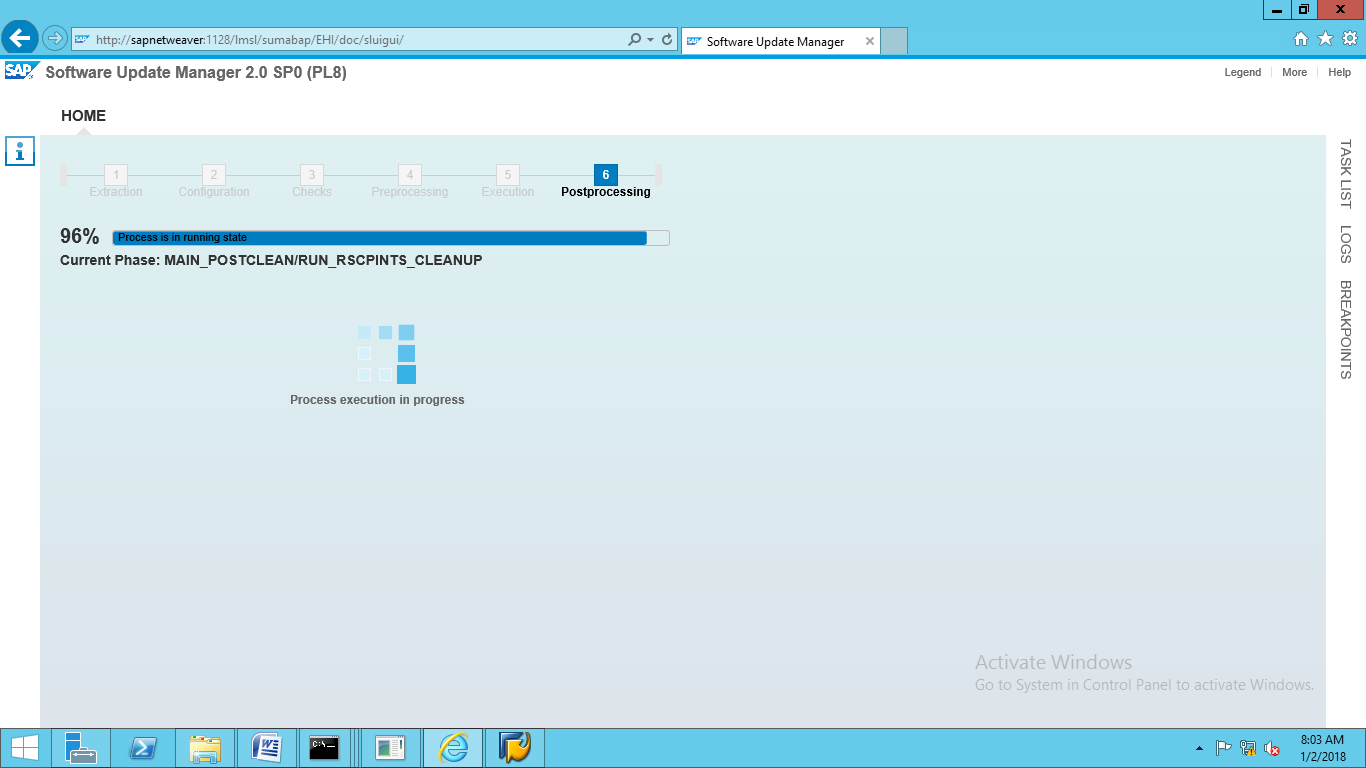 http://sapnetweaver:1128/lmsl/sumabap/EHI/doc/sluigui/
Software Update Manager
SAP Software Update Manager 2.0 SP0 (PL8)
Legend More Help
HOME
i
1 2 3 4 5 6
Extraction Configuration Checks Preprocessing Execution Postprocessing
96% Process is in running state
Current Phase: MAIN_POSTCLEAN/RUN_RSCPINTS_CLEANUP
Process execution in progress
TASK LIST
LOGS
BREAKPOINTS
Activate Windows
Go to System in Control Panel to activate Windows.
8:03 AM
1/2/2018